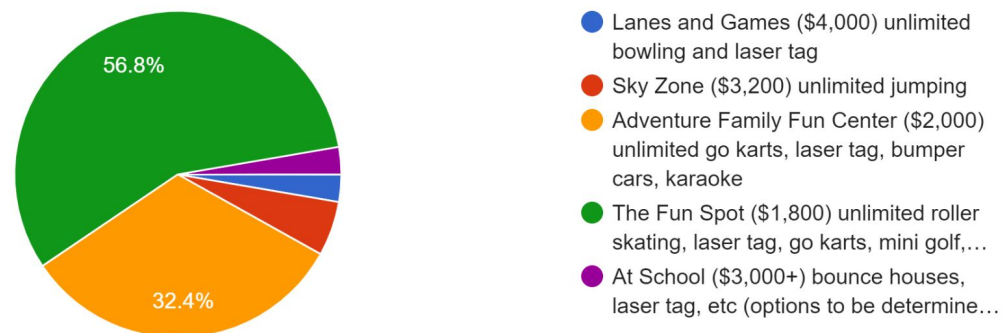 56.8%
32.4%
Lanes and Games ($4,000) unlimited
bowling and laser tag
Sky Zone ($3,200) unlimited jumping
Adventure Family Fun Center ($2,000)
unlimited go karts, laser tag, bumper
cars, karaoke
The Fun Spot ($1,800) unlimited roller
skating, laser tag, go karts, mini golf,…
At School ($3,000+) bounce houses,
laser tag, etc (options to be determine…